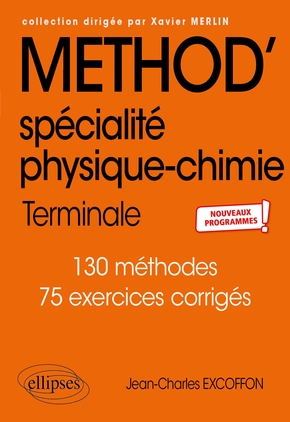 collection dirigée par Xavier MERLIN
METHOD'
spécialité
physique-chimie
Terminale
NOUVEAUX
PROGRAMMES !
130 méthodes
75 exercices corrigés
ellipses
Jean-Charles EXCOFFON